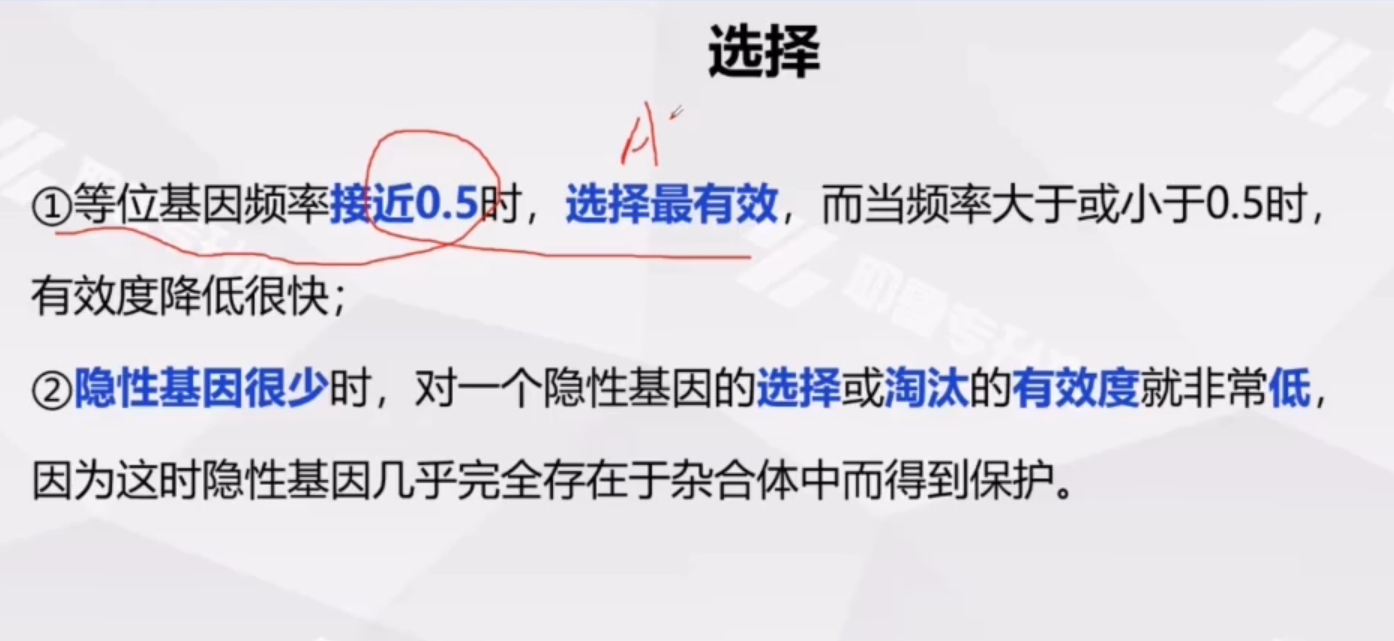 选择
A
①等位基因频率接近0.5时，选择最有效，而当频率大于或小于0.5时，
有效度降低很快；
②隐性基因很少时，对一个隐性基因的选择或淘汰的有效度就非常低，
因为这时隐性基因几乎完全存在于杂合体中而得到保护。